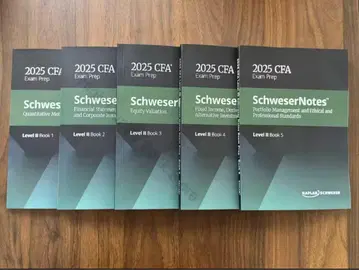 2025 CFA
Exam Prep
Schweser
Quantitative
Level II Book 1
2025 CFA
Exam Prep
Schweser
Financial Statement
and Corporate
Level II Book 2
2025 CFA
Exam Prep
Schweser
Equity Valuation
Level II Book 3
2025 CFA
Exam Prep
Schweser
Fixed Income,
Alternative
Level II Book 4
2025 CFA
Exam Prep
SchweserNotes®
Portfolio Management and Ethical and
Professional Standards
Level II Book 5
KAPLAN SCHWESER